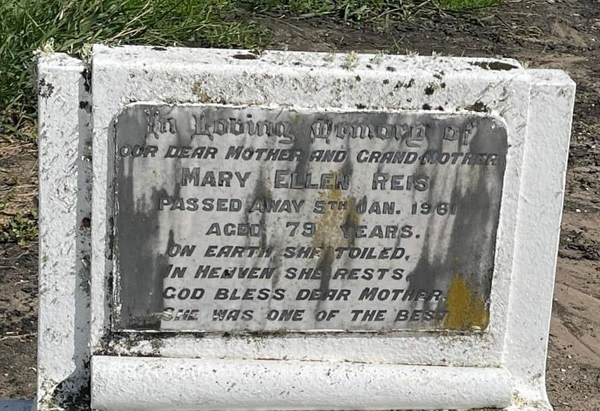 In Loving Memory of
OUR DEAR MOTHER AND GRANDMOTHER
MARY ELLEN REIS
PASSED AWAY 5TH JAN. 1961
AGED 79 YEARS.
ON EARTH SHE TOILED,
IN HEAVEN SHE RESTS,
GOD BLESS DEAR MOTHER,
SHE WAS ONE OF THE BEST